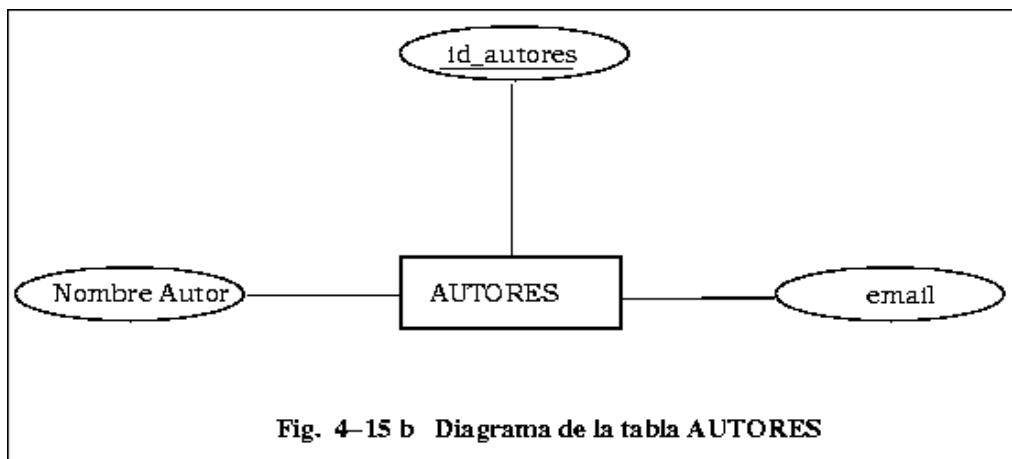 id_autores
Nombre Autor
AUTORES
email
Fig. 4–15 b Diagrama de la tabla AUTORES